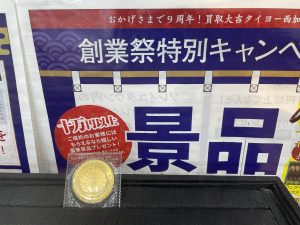 おかげさまで9周年！買取大吉タイヨー西加
創業祭特別キャンペ
十万円以上
ご成約のお客様には
もらえるなら嬉しい
豪華景品プレゼント！
景品